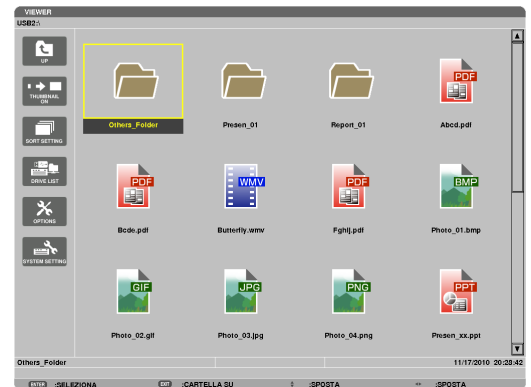 VIEWER
USB2:\
UP
THUMBNAIL
ON
SORT SETTING
DRIVE LIST
OPTIONS
SYSTEM SETTING
Others_Folder
Presen_01
Report_01
PDF
Abcd.pdf
PDF
Bcde.pdf
WMV
Butterfly.wmv
PDF
Fghij.pdf
BMP
Photo_01.bmp
GIF
Photo_02.gif
JPG
Photo_03.jpg
PNG
Photo_04.png
PPT
Presen_xx.ppt
Others_Folder
11/17/2010 20:28:42
ENTER :SELEZIONA EXIT :CARTELLA SU :SPOSTA :SPOSTA